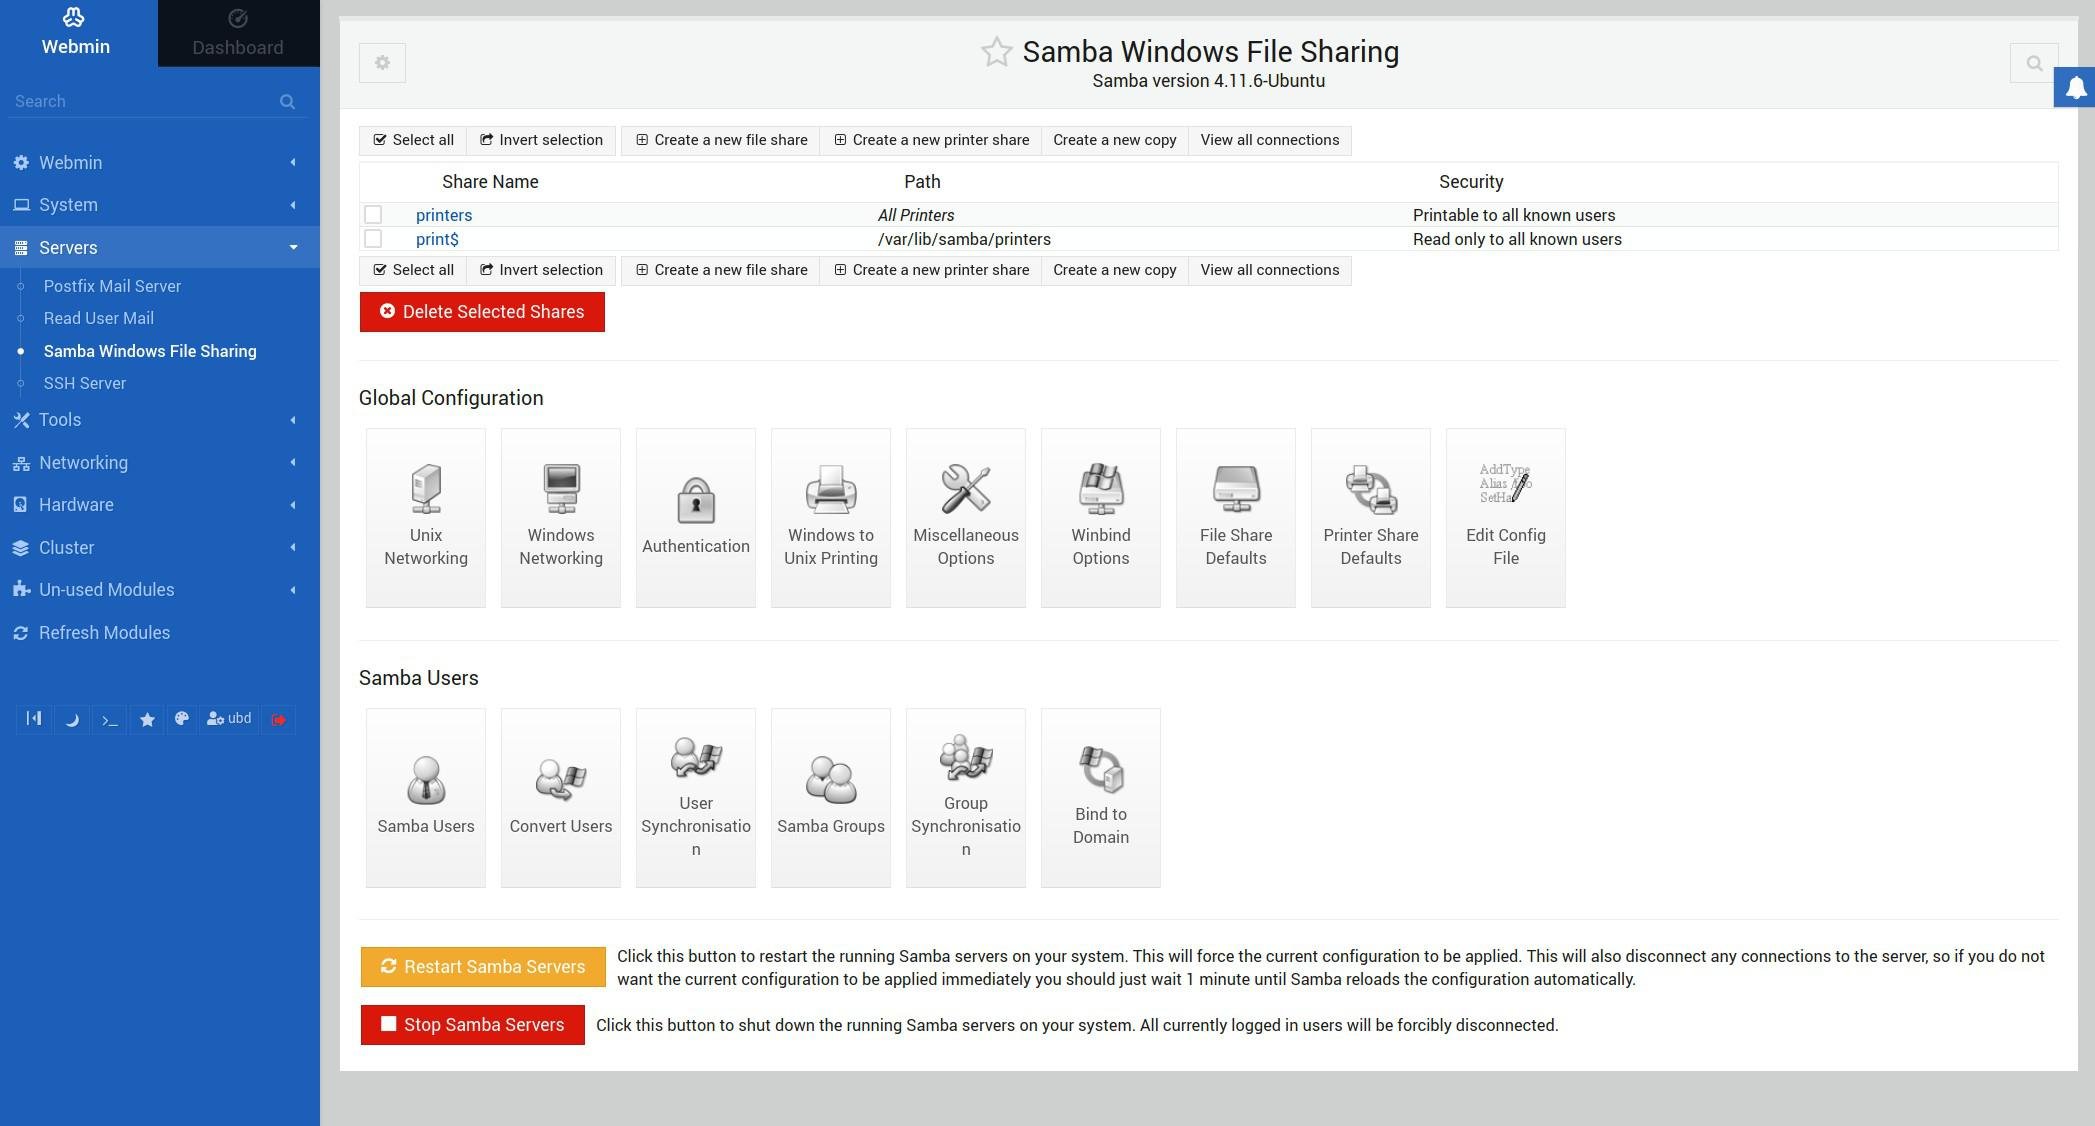 Webmin
Dashboard
Search
Webmin
System
Servers
Postfix Mail Server
Read User Mail
Samba Windows File Sharing
SSH Server
Tools
Networking
Hardware
Cluster
Un-used Modules
Refresh Modules
>_ ubd
Samba Windows File Sharing
Samba version 4.11.6-Ubuntu
Select all Invert selection Create a new file share Create a new printer share Create a new copy View all connections
Share Name Path Security
printers All Printers Printable to all known users
print$ /var/lib/samba/printers Read only to all known users
Select all Invert selection Create a new file share Create a new printer share Create a new copy View all connections
Delete Selected Shares
Global Configuration
Unix
Networking
Windows
Networking
Authentication
Windows to
Unix Printing
Miscellaneous
Options
Winbind
Options
File Share
Defaults
Printer Share
Defaults
AddType
Alias
Edit Config
File
Samba Users
Samba Users
Convert Users
User
Synchronisatio
n
Samba Groups
Group
Synchronisatio
n
Bind to
Domain
Restart Samba Servers
Click this button to restart the running Samba servers on your system. This will force the current configuration to be applied. This will also disconnect any connections to the server, so if you do not
want the current configuration to be applied immediately you should just wait 1 minute until Samba reloads the configuration automatically.
Stop Samba Servers
Click this button to shut down the running Samba servers on your system. All currently logged in users will be forcibly disconnected.